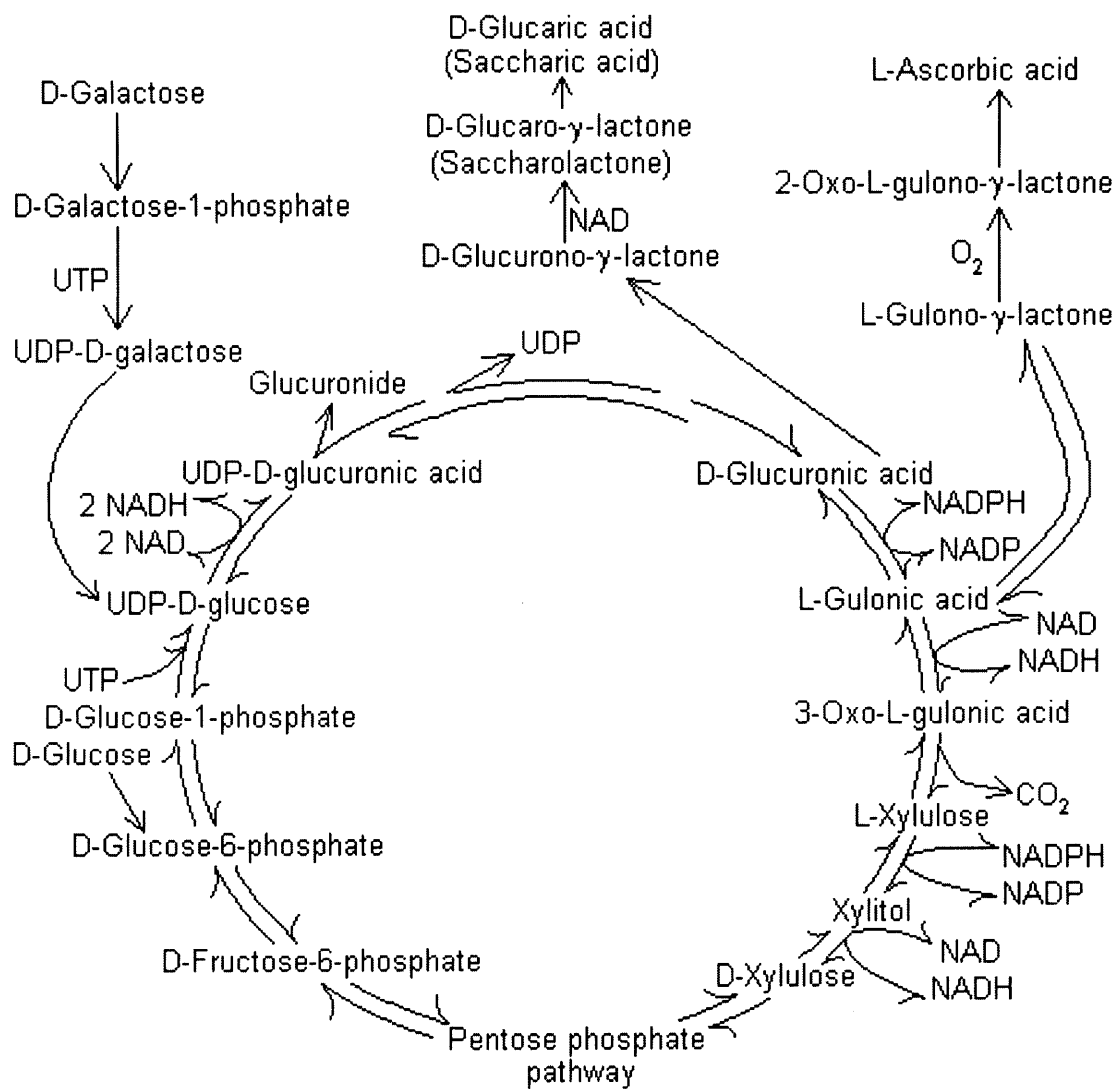 D-Glucaric acid
(Saccharic acid)
L-Ascorbic acid
D-Galactose
D-Glucaro-γ-lactone
(Saccharolactone)
2-Oxo-L-gulono-γ-lactone
D-Galactose-1-phosphate
NAD
D-Glucurono-γ-lactone
O₂
UTP
L-Gulono-γ-lactone
UDP-D-galactose
UDP
Glucuronide
UDP-D-glucuronic acid
D-Glucuronic acid
2 NADH
NADPH
2 NAD
NADP
UDP-D-glucose
L-Gulonic acid
NAD
NADH
UTP
D-Glucose-1-phosphate
3-Oxo-L-gulonic acid
D-Glucose
CO₂
L-Xylulose
D-Glucose-6-phosphate
NADPH
NADP
Xylitol
NAD
D-Fructose-6-phosphate
D-Xylulose
NADH
Pentose phosphate
pathway